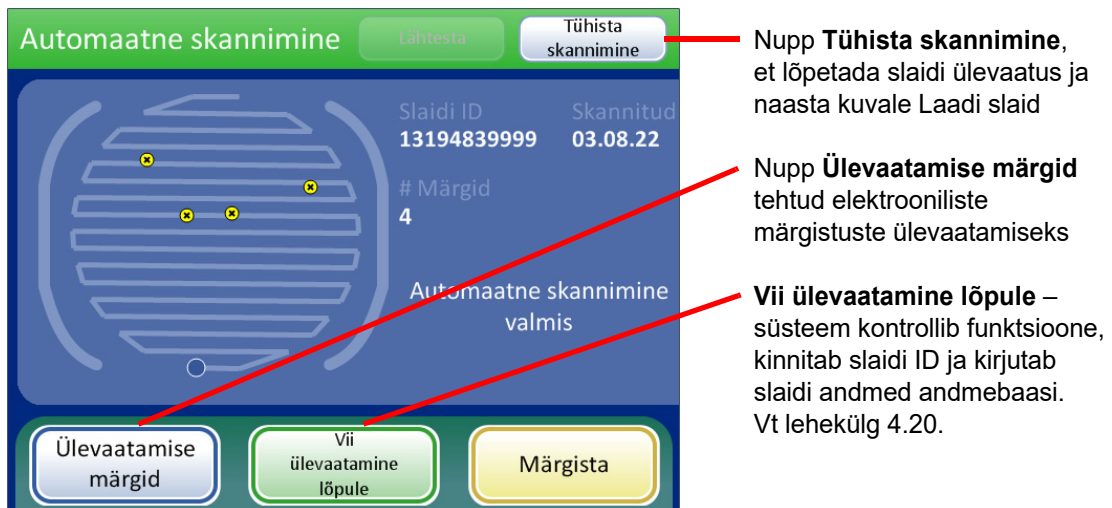 Automaatne skannimine
Lähtesta
Tühista
skannimine
Slaidi ID
Skannitud
13194839999
03.08.22
# Märgid
4
Automaatne skannimine
valmis
Ülevaatamise
märgid
Vii
ülevaatamine
lõpule
Märgista
Nupp Tühista skannimine,
et lõpetada slaidi ülevaatus ja
naasta kuvale Laadi slaid
Nupp Ülevaatamise märgid
tehtud elektrooniliste
märgistuste ülevaatamiseks
Vii ülevaatamine lõpule –
süsteem kontrollib funktsioone,
kinnitab slaidi ID ja kirjutab
slaidi andmed andmebaasi.
Vt lehekülg 4.20.